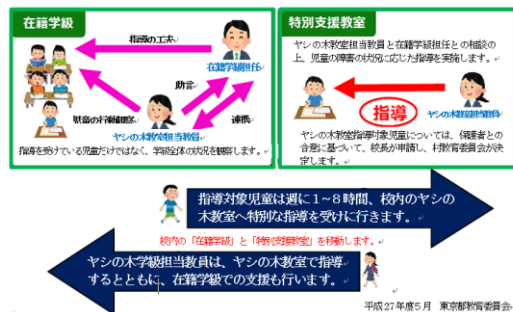 在籍学級
指導の工夫
在籍学級担任
助言
児童の行動観察
連携
ヤシの木教室担当教員
指導を受けている児童だけではなく、学級全体の状況を観察します。
特別支援教室
ヤシの木教室担当教員と在籍学級担任との相談の
上、児童の障害の状況に応じた指導を実施します。
指導
ヤシの木教室担当教員
ヤシの木教室指導対象児童については、保護者との
合意に基づいて、校長が申請し、村教育委員会が決
定します。
指導対象児童は週に1~8時間、校内のヤシの
木教室へ特別な指導を受けに行きます。
校内の「在籍学級」と「特別支援教室」を移動します。
ヤシの木学級担当教員は、ヤシの木教室で指導
するとともに、在籍学級での支援も行います。
平成27年度5月 東京都教育委員会